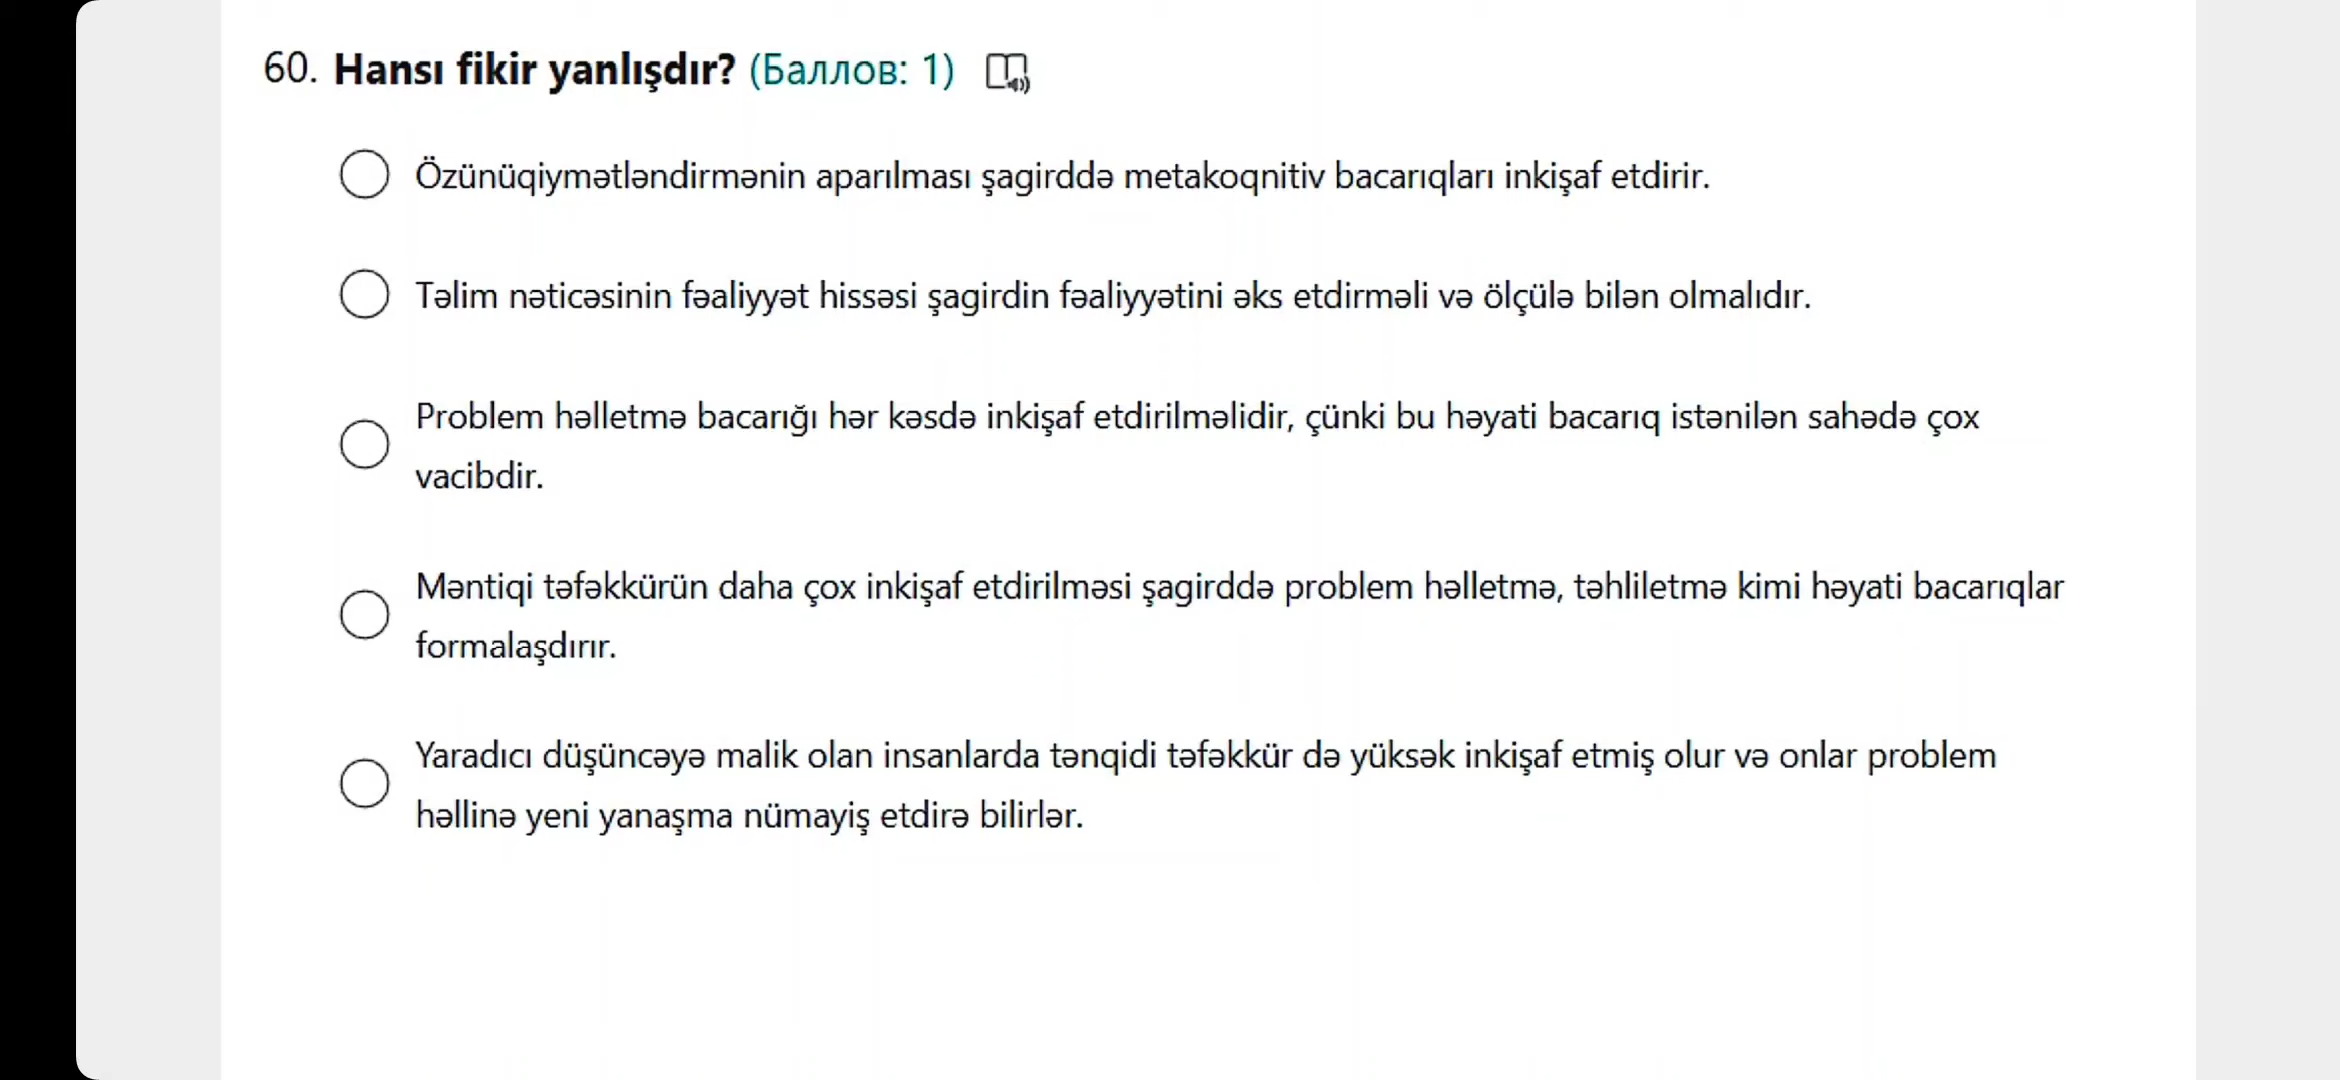 60. Hansı fikir yanlışdır? (Баллов: 1)
Özünüqiymətləndirmənin aparılması şagirddə metakoqnitiv bacarıqları inkişaf etdirir.
Təlim nəticəsinin fəaliyyət hissəsi şagirdin fəaliyyətini əks etdirməli və ölçülə bilən olmalıdır.
Problem həlletmə bacarığı hər kəsdə inkişaf etdirilməlidir, çünki bu həyati bacarıq istənilən sahədə çox
vacibdir.
Məntiqi təfəkkürün daha çox inkişaf etdirilməsi şagirddə problem həlletmə, təhliletmə kimi həyati bacarıqlar
formalaşdırır.
Yaradıcı düşüncəyə malik olan insanlarda tənqidi təfəkkür də yüksək inkişaf etmiş olur və onlar problem
həllinə yeni yanaşma nümayiş etdirə bilirlər.